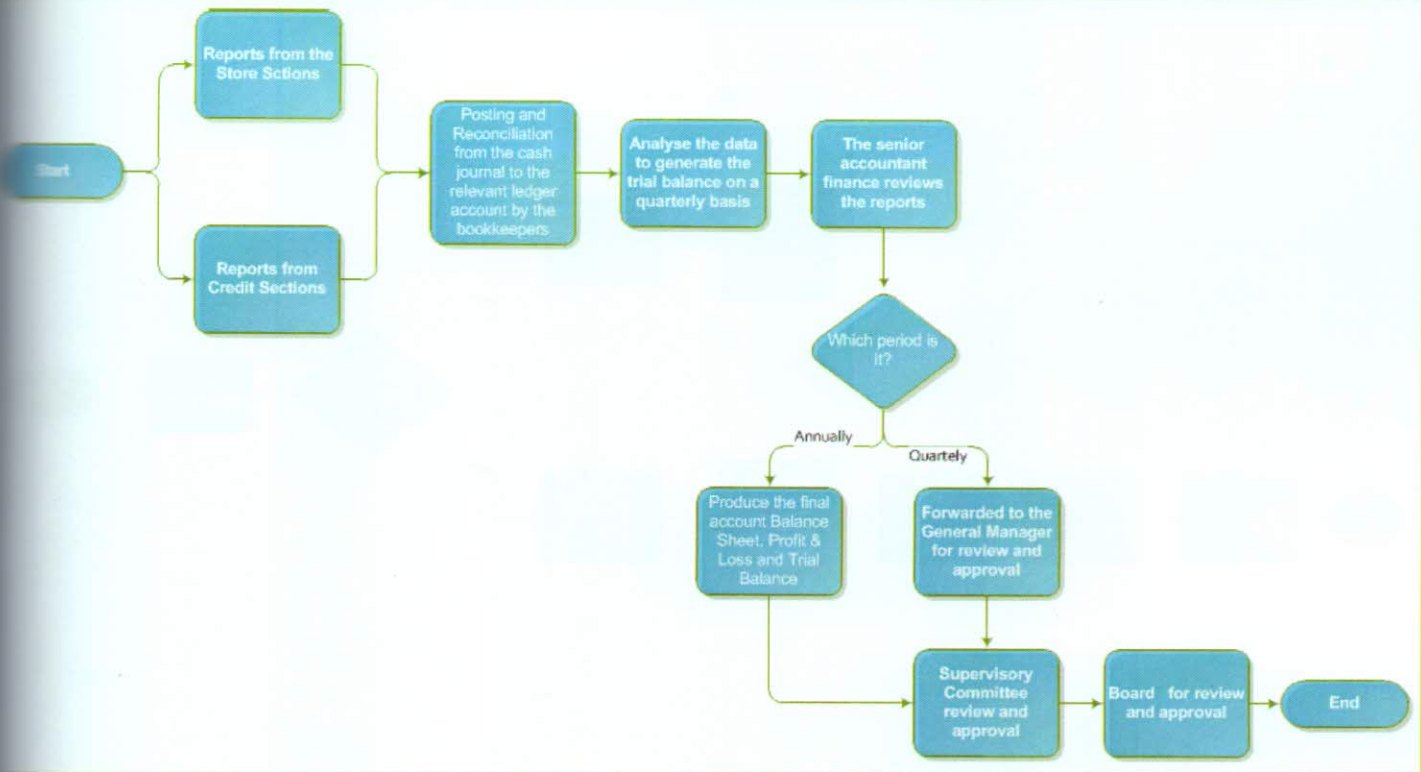 Reports from the
Store Sctions
Start
Reports from
Credit Sections
Posting and
Reconciliation
from the cash
journal to the
relevant ledger
account by the
bookkeepers
Analyse the data
to generate the
trial balance on a
quarterly basis
The senior
accountant
finance reviews
the reports
Which period is
it?
Annually
Quartely
Produce the final
account Balance
Sheet, Profit &
Loss and Trial
Balance
Forwarded to the
General Manager
for review and
approval
Supervisory
Committee
review and
approval
Board for review
and approval
End